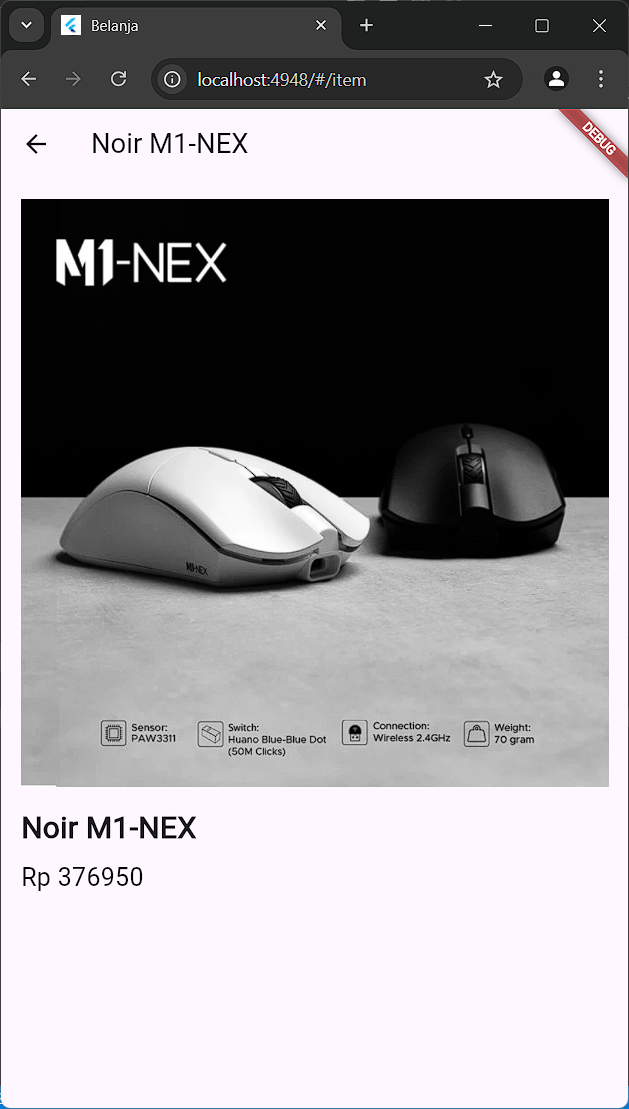 Belanja
localhost:4948/#/item
Noir M1-NEX
DEBUG
M1-NEX
M1-NEX
Sensor:
PAW3311
Switch:
Huano Blue-Blue Dot
(50M Clicks)
Connection:
Wireless 2.4GHz
Weight:
70 gram
Noir M1-NEX
Rp 376950